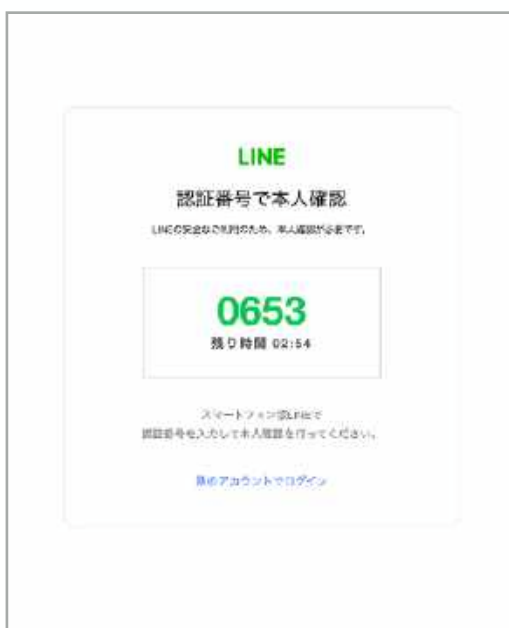 LINE
認証番号で本人確認
LINEの安全なご利用のため、本人確認が必要です。
0653
残り時間 02:54
スマートフォン版LINEで
認証番号を入力して本人確認を行ってください。
別のアカウントでログイン